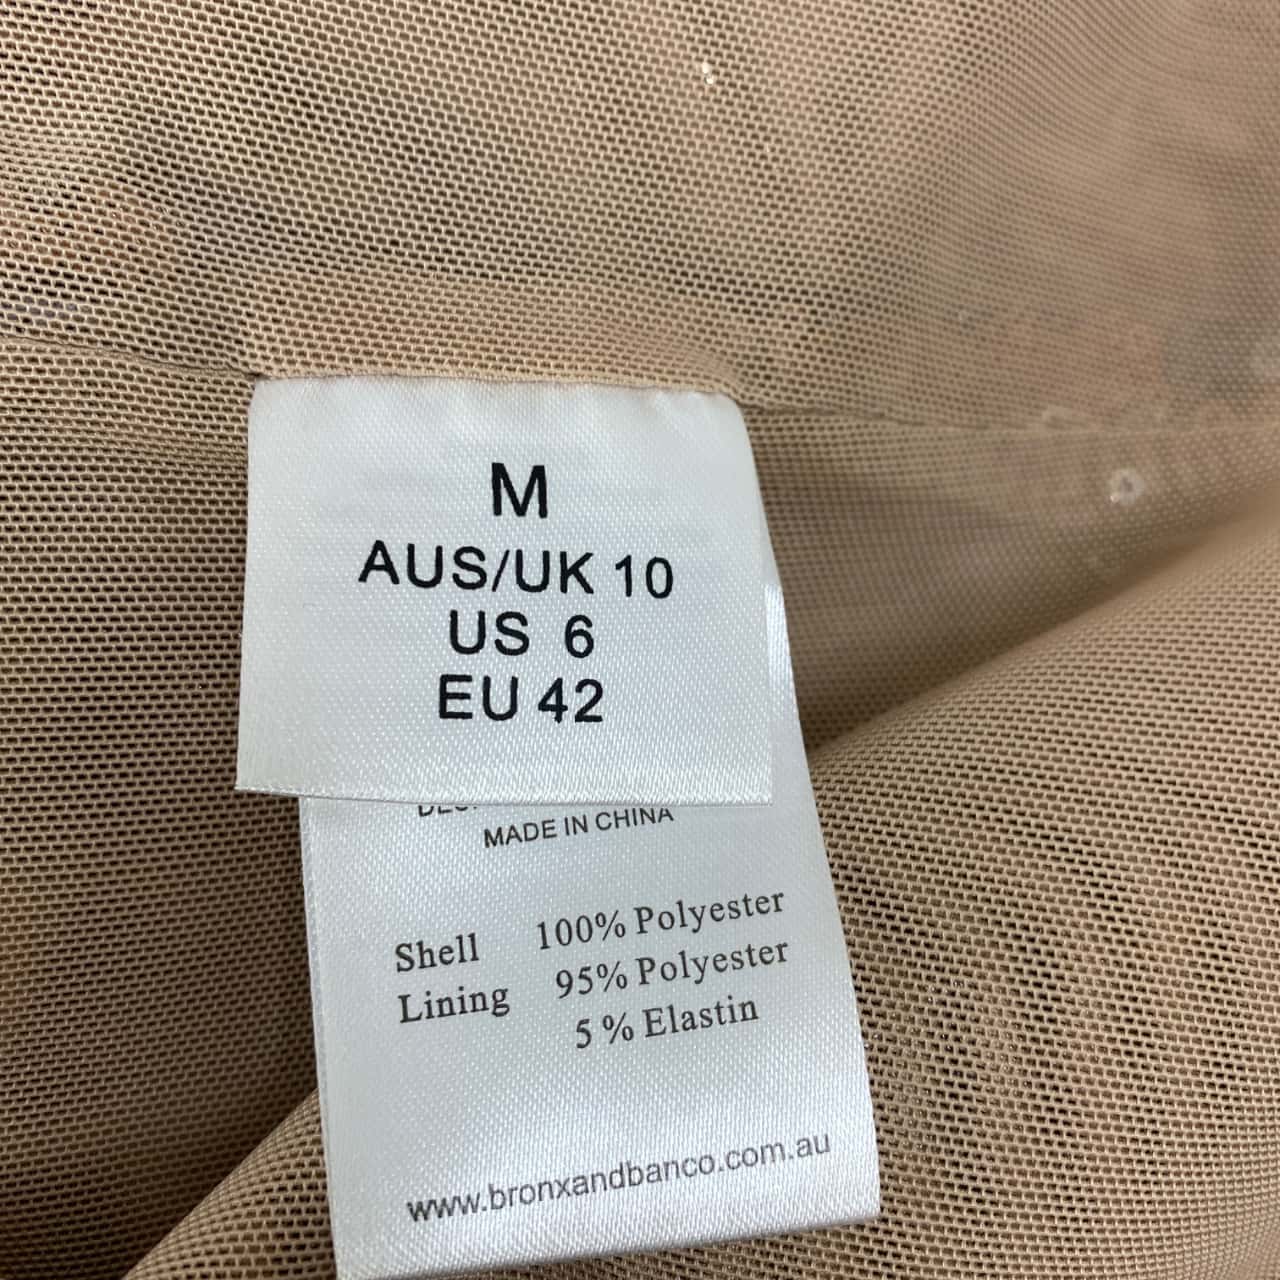 M
AUS/UK 10
US 6
EU 42
MADE IN CHINA
Shell 100% Polyester
Lining 95% Polyester
5 % Elastin
www.bronxandbanco.com.au